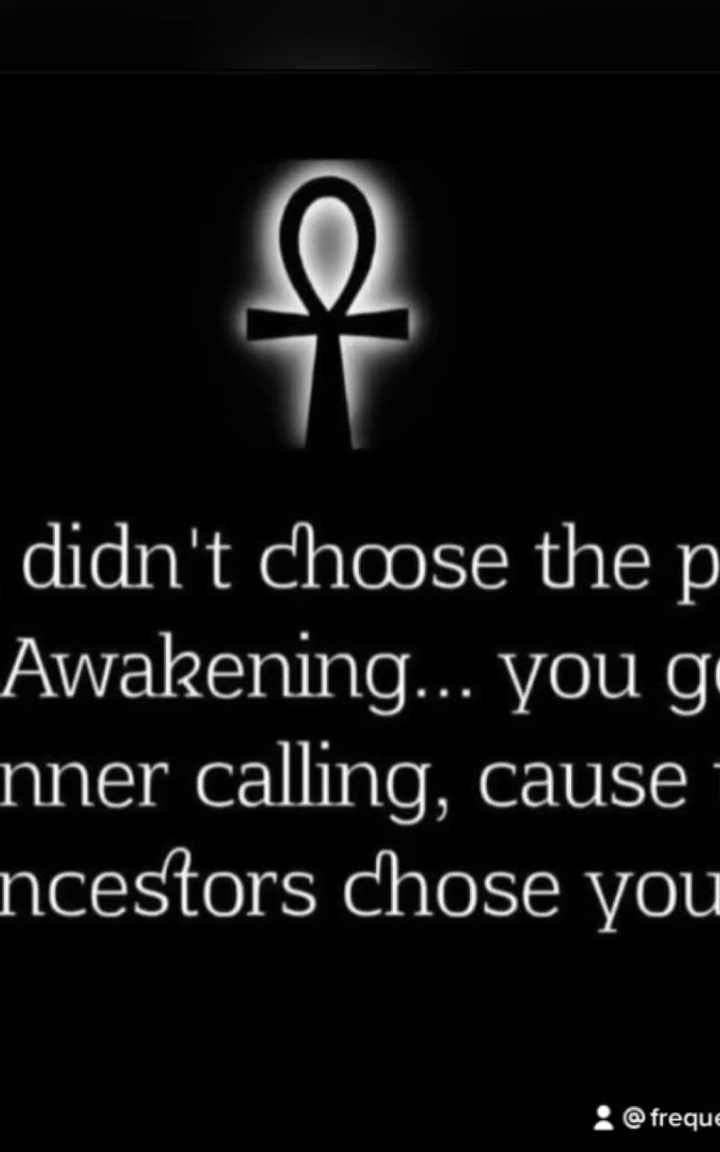 didn't choose the p
Awakening... you g
nner calling, cause
ncestors chose you
@freque